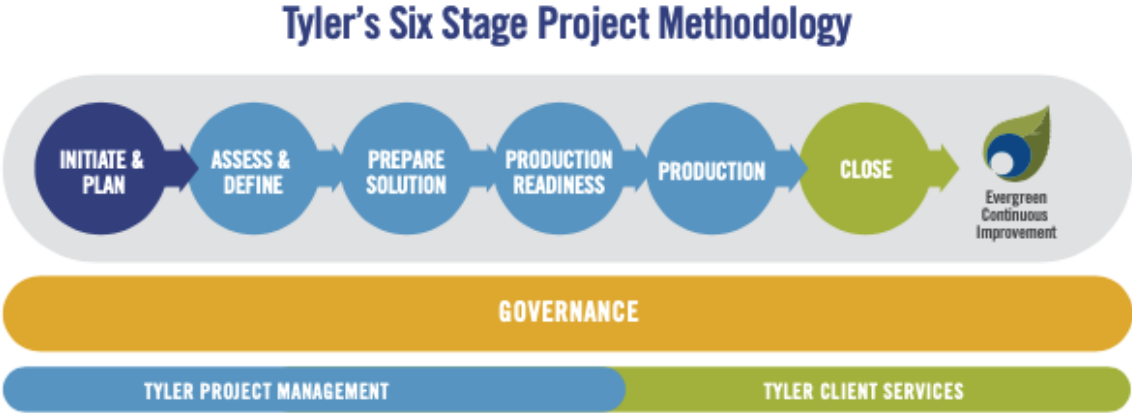 Tyler's Six Stage Project Methodology
INITIATE &
PLAN
ASSESS &
DEFINE
PREPARE
SOLUTION
PRODUCTION
READINESS
PRODUCTION
CLOSE
Evergreen
Continuous
Improvement
GOVERNANCE
TYLER PROJECT MANAGEMENT
TYLER CLIENT SERVICES